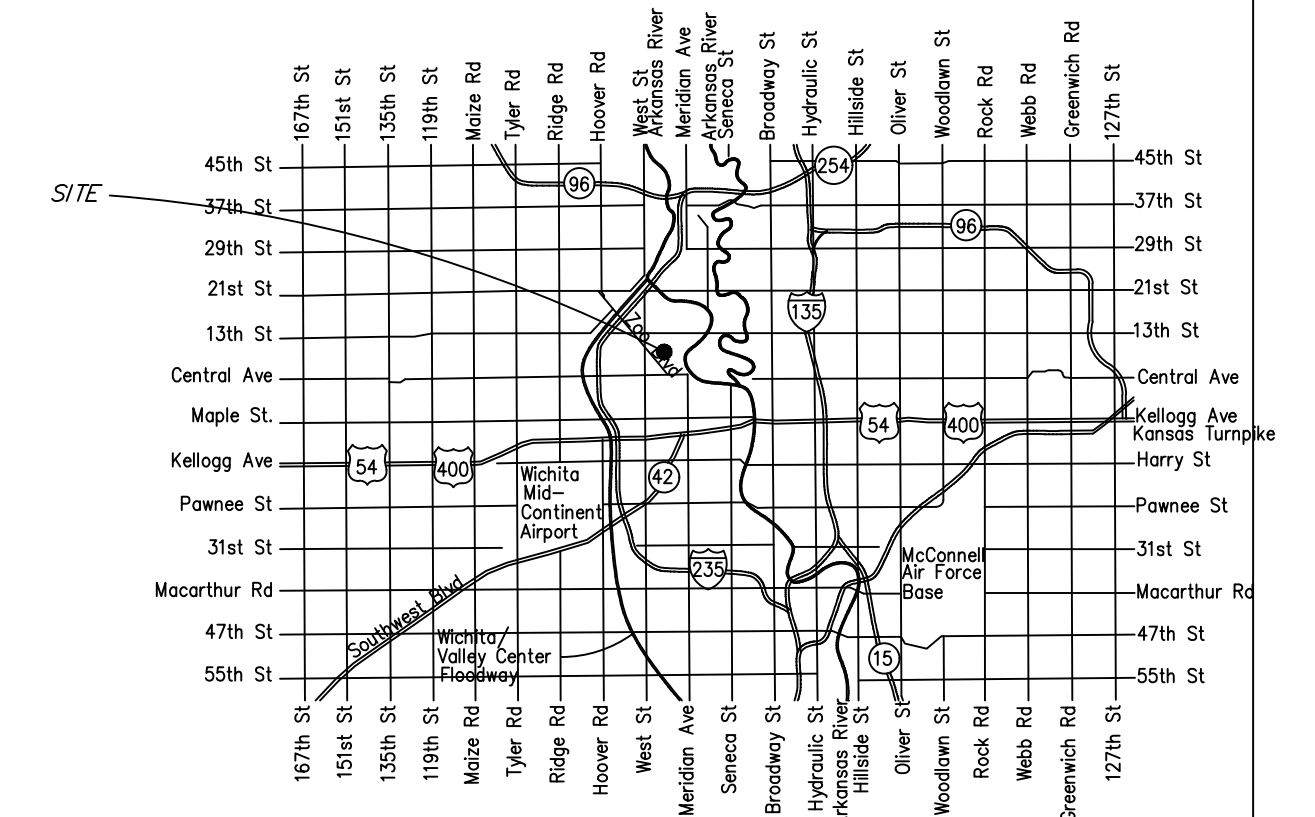 167th St
151st St
135th St
119th St
Maize Rd
Tyler Rd
Ridge Rd
Hoover Rd
West St
Arkansas River
Meridian Ave
Arkansas River
Seneca St
Broadway St
Hydraulic St
Hillside St
Oliver St
Woodlawn St
Rock Rd
Webb Rd
Greenwich Rd
127th St
SITE
45th St
37th St
29th St
21st St
13th St
Central Ave
Maple St.
Kellogg Ave
Pawnee St
31st St
Macarthur Rd
47th St
55th St
96
254
96
135
Zoo Blvd
54
400
54
400
42
Wichita
Mid-
Continent
Airport
235
McConnell
Air Force
Base
Southwest Blvd
Wichita/
Valley Center
Floodway
15
45th St
37th St
29th St
21st St
13th St
Central Ave
Kellogg Ave
Kansas Turnpike
Harry St
Pawnee St
31st St
Macarthur Rd
47th St
55th St
167th St
151st St
135th St
119th St
Maize Rd
Tyler Rd
Ridge Rd
Hoover Rd
West St
Meridian Ave
Seneca St
Broadway St
Hydraulic St
rkansas River
Hillside St
Oliver St
Woodlawn St
Rock Rd
Webb Rd
Greenwich Rd
127th St